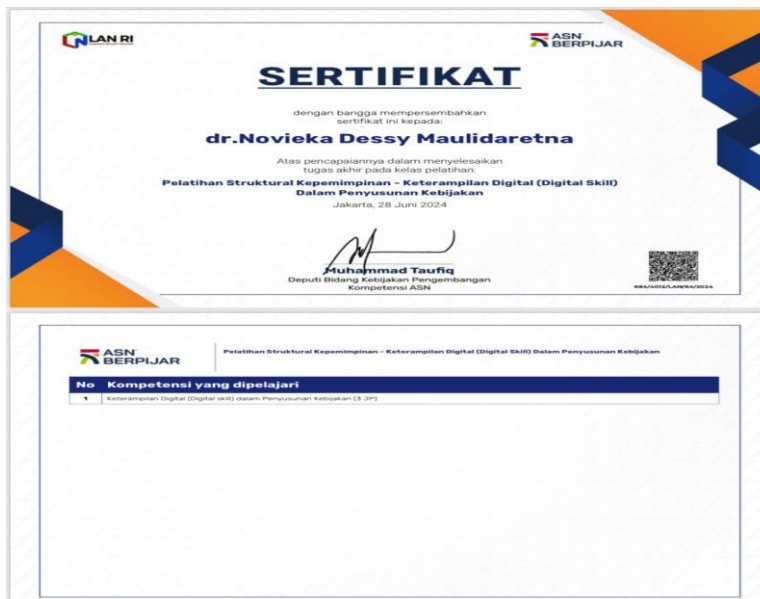 LAN RI
ASN BERPIJAR
SERTIFIKAT
dengan bangga mempersembahkan
sertifikat ini kepada:
dr.Novieka Dessy Maulidaretna
Atas pencapaiannya dalam menyelesaikan
tugas akhir pada kelas pelatihan:
Pelatihan Struktural Kepemimpinan - Keterampilan Digital (Digital Skill)
Dalam Penyusunan Kebijakan
Jakarta, 28 Juni 2024
Muhammad Taufiq
Deputi Bidang Kebijakan Pengembangan
Kompetensi ASN
ASN
BERPIJAR
Pelatihan Struktural Kepemimpinan - Keterampilan Digital (Digital Skill) Dalam Penyusunan Kebijakan
No Kompetensi yang dipelajari
1 Keterampilan Digital (Digital skill) dalam Penyusunan Kebijakan (3 JP)